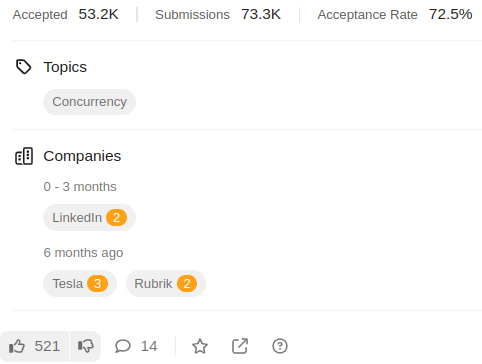 Accepted 53.2K Submissions 73.3K Acceptance Rate 72.5%
Topics
Concurrency
Companies
0 - 3 months
LinkedIn 2
6 months ago
Tesla 3 Rubrik 2
521 14